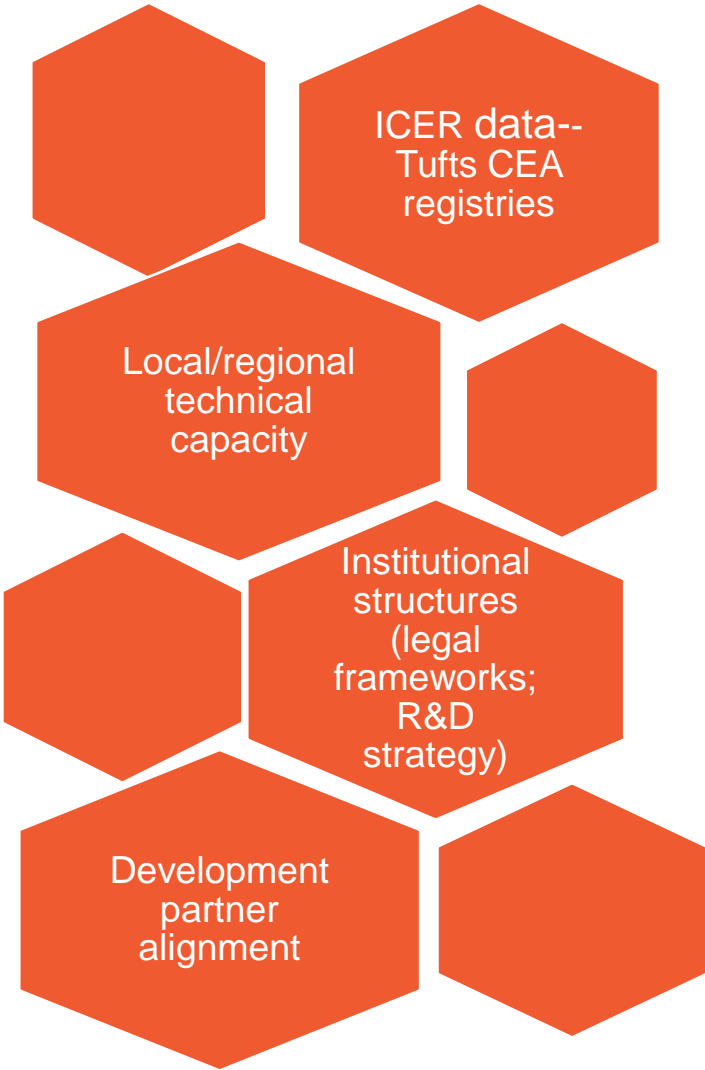 ICER data--
Tufts CEA
registries
Local/regional
technical
capacity
Institutional
structures
(legal
frameworks;
R&D
strategy)
Development
partner
alignment